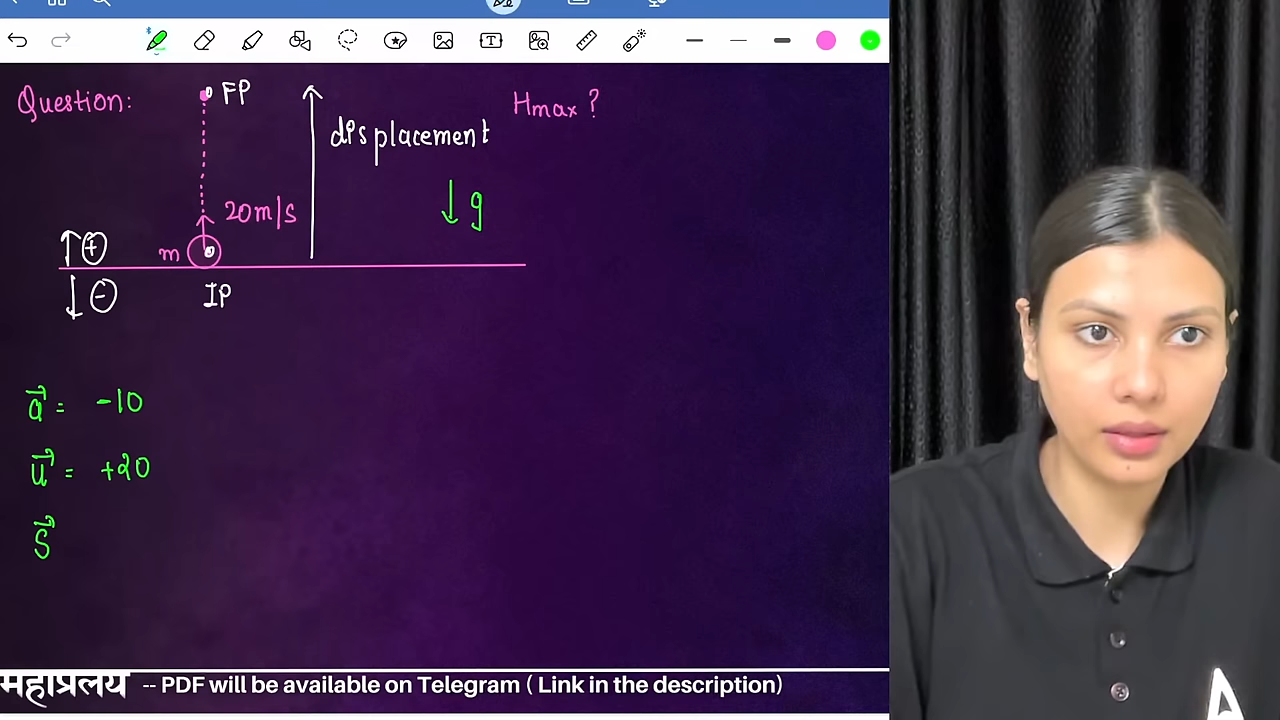 Question:
FP
displacement
Hmax ?
20m/s
↓ g
↑ +
m
↓ -
IP
a⃗ = -10
u⃗ = +20
s⃗
महाप्रलय -- PDF will be available on Telegram ( Link in the description)